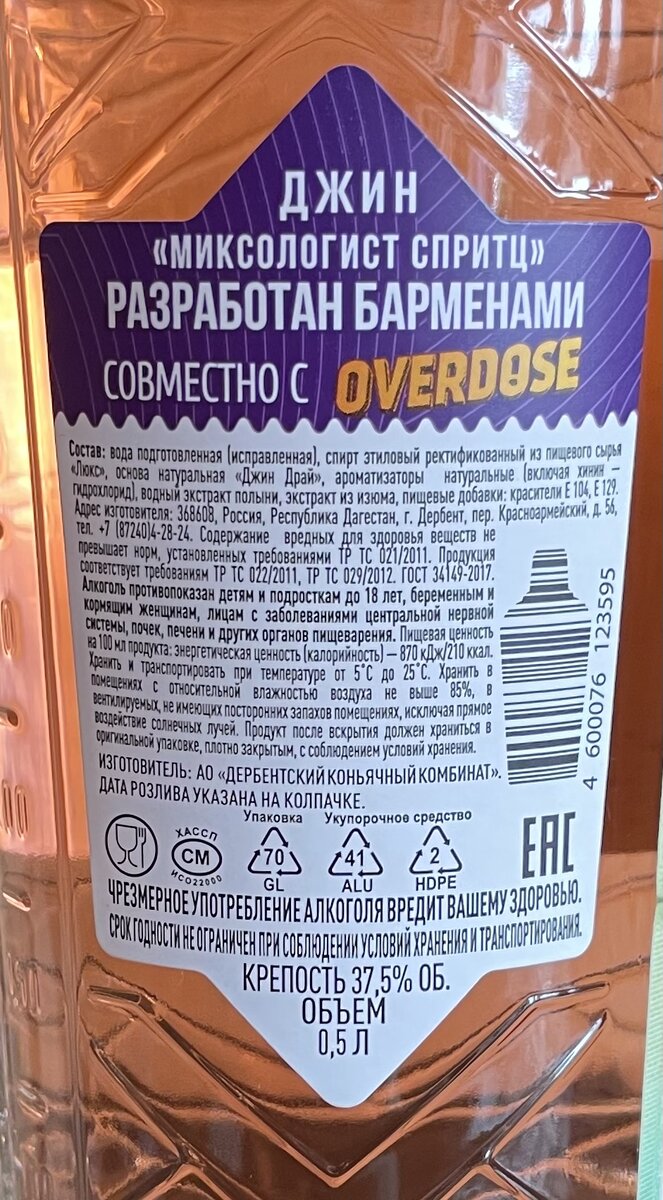 ДЖИН
«МИКСОЛОГИСТ СПРИТЦ»
РАЗРАБОТАН БАРМЕНАМИ
СОВМЕСТНО С OVERDOSE
Состав: вода подготовленная (исправленная), спирт этиловый ректификованный из пищевого сырья
«Люкс», основа натуральная «Джин Драй», ароматизаторы натуральные (включая хинин –
гидрохлорид), водный экстракт полыни, экстракт из изюма, пищевые добавки: красители Е 104, Е 129.
Адрес изготовителя: 368608, Россия, Республика Дагестан, г. Дербент, пер. Красноармейский, д. 56,
тел. +7 (87240)4-28-24. Содержание вредных для здоровья веществ не
превышает норм, установленных требованиями ТР ТС 021/2011. Продукция
соответствует требованиям ТР ТС 022/2011, ТР ТС 029/2012. ГОСТ 34149-2017.
Алкоголь противопоказан детям и подросткам до 18 лет, беременным и
кормящим женщинам, лицам с заболеваниями центральной нервной
системы, почек, печени и других органов пищеварения. Пищевая ценность
на 100 мл продукта: энергетическая ценность (калорийность) – 870 кДж/210 ккал.
Хранить и транспортировать при температуре от 5˚С до 25˚С. Хранить в
помещениях с относительной влажностью воздуха не выше 85%, в
вентилируемых, не имеющих посторонних запахов помещениях, исключая прямое
воздействие солнечных лучей. Продукт после вскрытия должен храниться в
оригинальной упаковке, плотно закрытым, с соблюдением условий хранения.
4 600076 123595
ИЗГОТОВИТЕЛЬ: АО «ДЕРБЕНТСКИЙ КОНЬЯЧНЫЙ КОМБИНАТ».
ДАТА РОЗЛИВА УКАЗАНА НА КОЛПАЧКЕ.
Упаковка Укупорочное средство
ХАССП
СМ
ИСО22000
70 41 2
GL ALU HDPE
EAC
ЧРЕЗМЕРНОЕ УПОТРЕБЛЕНИЕ АЛКОГОЛЯ ВРЕДИТ ВАШЕМУ ЗДОРОВЬЮ.
СРОК ГОДНОСТИ НЕ ОГРАНИЧЕН ПРИ СОБЛЮДЕНИИ УСЛОВИЙ ХРАНЕНИЯ И ТРАНСПОРТИРОВАНИЯ.
КРЕПОСТЬ 37,5% ОБ.
ОБЪЕМ
0,5 Л